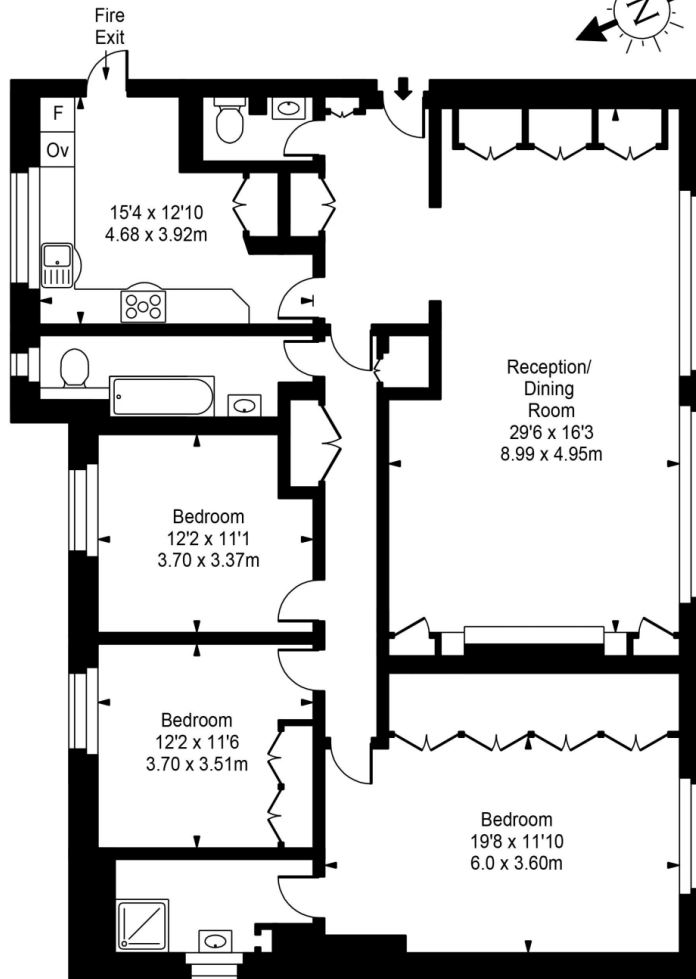 Fire
Exit
N
F
Ov
15'4 x 12'10
4.68 x 3.92m
Reception/
Dining
Room
29'6 x 16'3
8.99 x 4.95m
Bedroom
12'2 x 11'1
3.70 x 3.37m
Bedroom
12'2 x 11'6
3.70 x 3.51m
Bedroom
19'8 x 11'10
6.0 x 3.60m